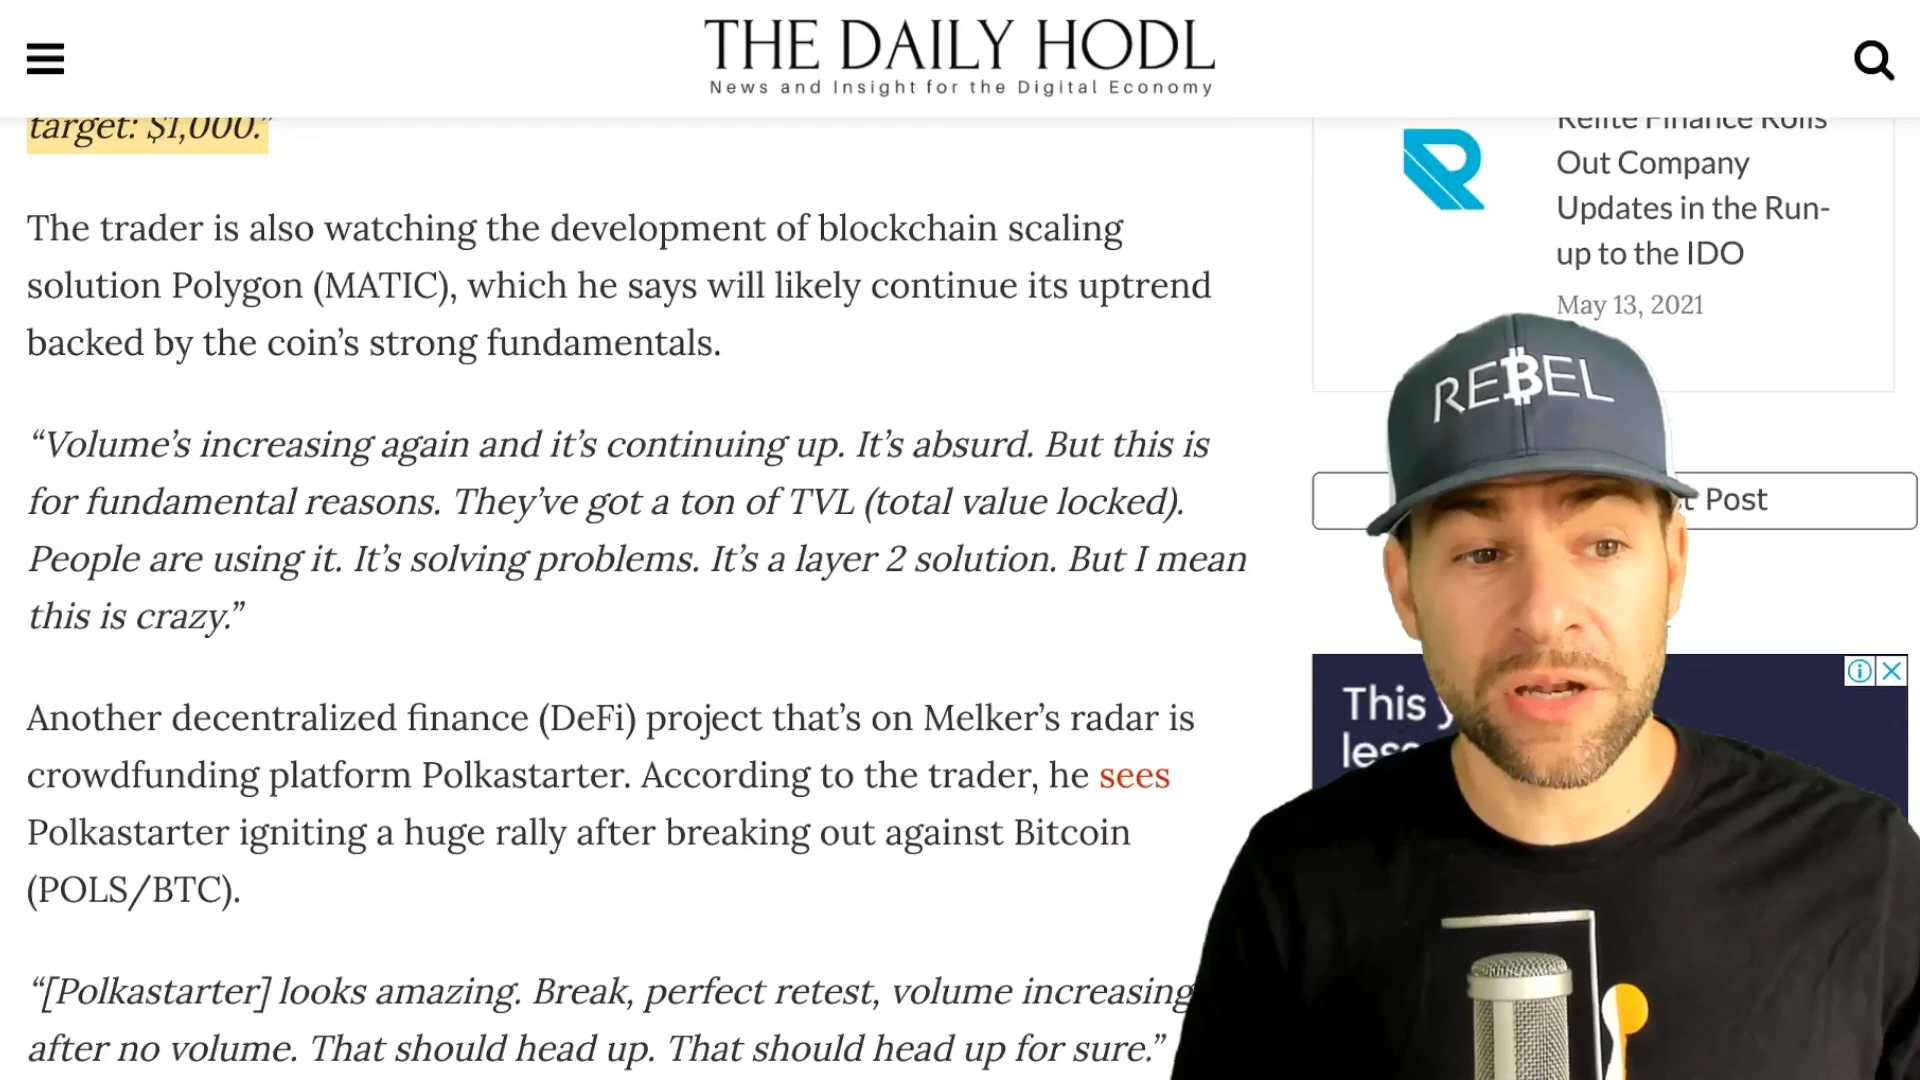 THE DAILY HODL
News and Insight for the Digital Economy
target: $1,000.”
The trader is also watching the development of blockchain scaling
solution Polygon (MATIC), which he says will likely continue its uptrend
backed by the coin’s strong fundamentals.
“Volume’s increasing again and it’s continuing up. It’s absurd. But this is
for fundamental reasons. They’ve got a ton of TVL (total value locked).
People are using it. It’s solving problems. It’s a layer 2 solution. But I mean
this is crazy.”
Another decentralized finance (DeFi) project that’s on Melker’s radar is
crowdfunding platform Polkastarter. According to the trader, he sees
Polkastarter igniting a huge rally after breaking out against Bitcoin
(POLS/BTC).
“[Polkastarter] looks amazing. Break, perfect retest, volume increasing
after no volume. That should head up. That should head up for sure.”
Relite Finance Rolls
Out Company
Updates in the Run-
up to the IDO
May 13, 2021
REBEL
Post
This